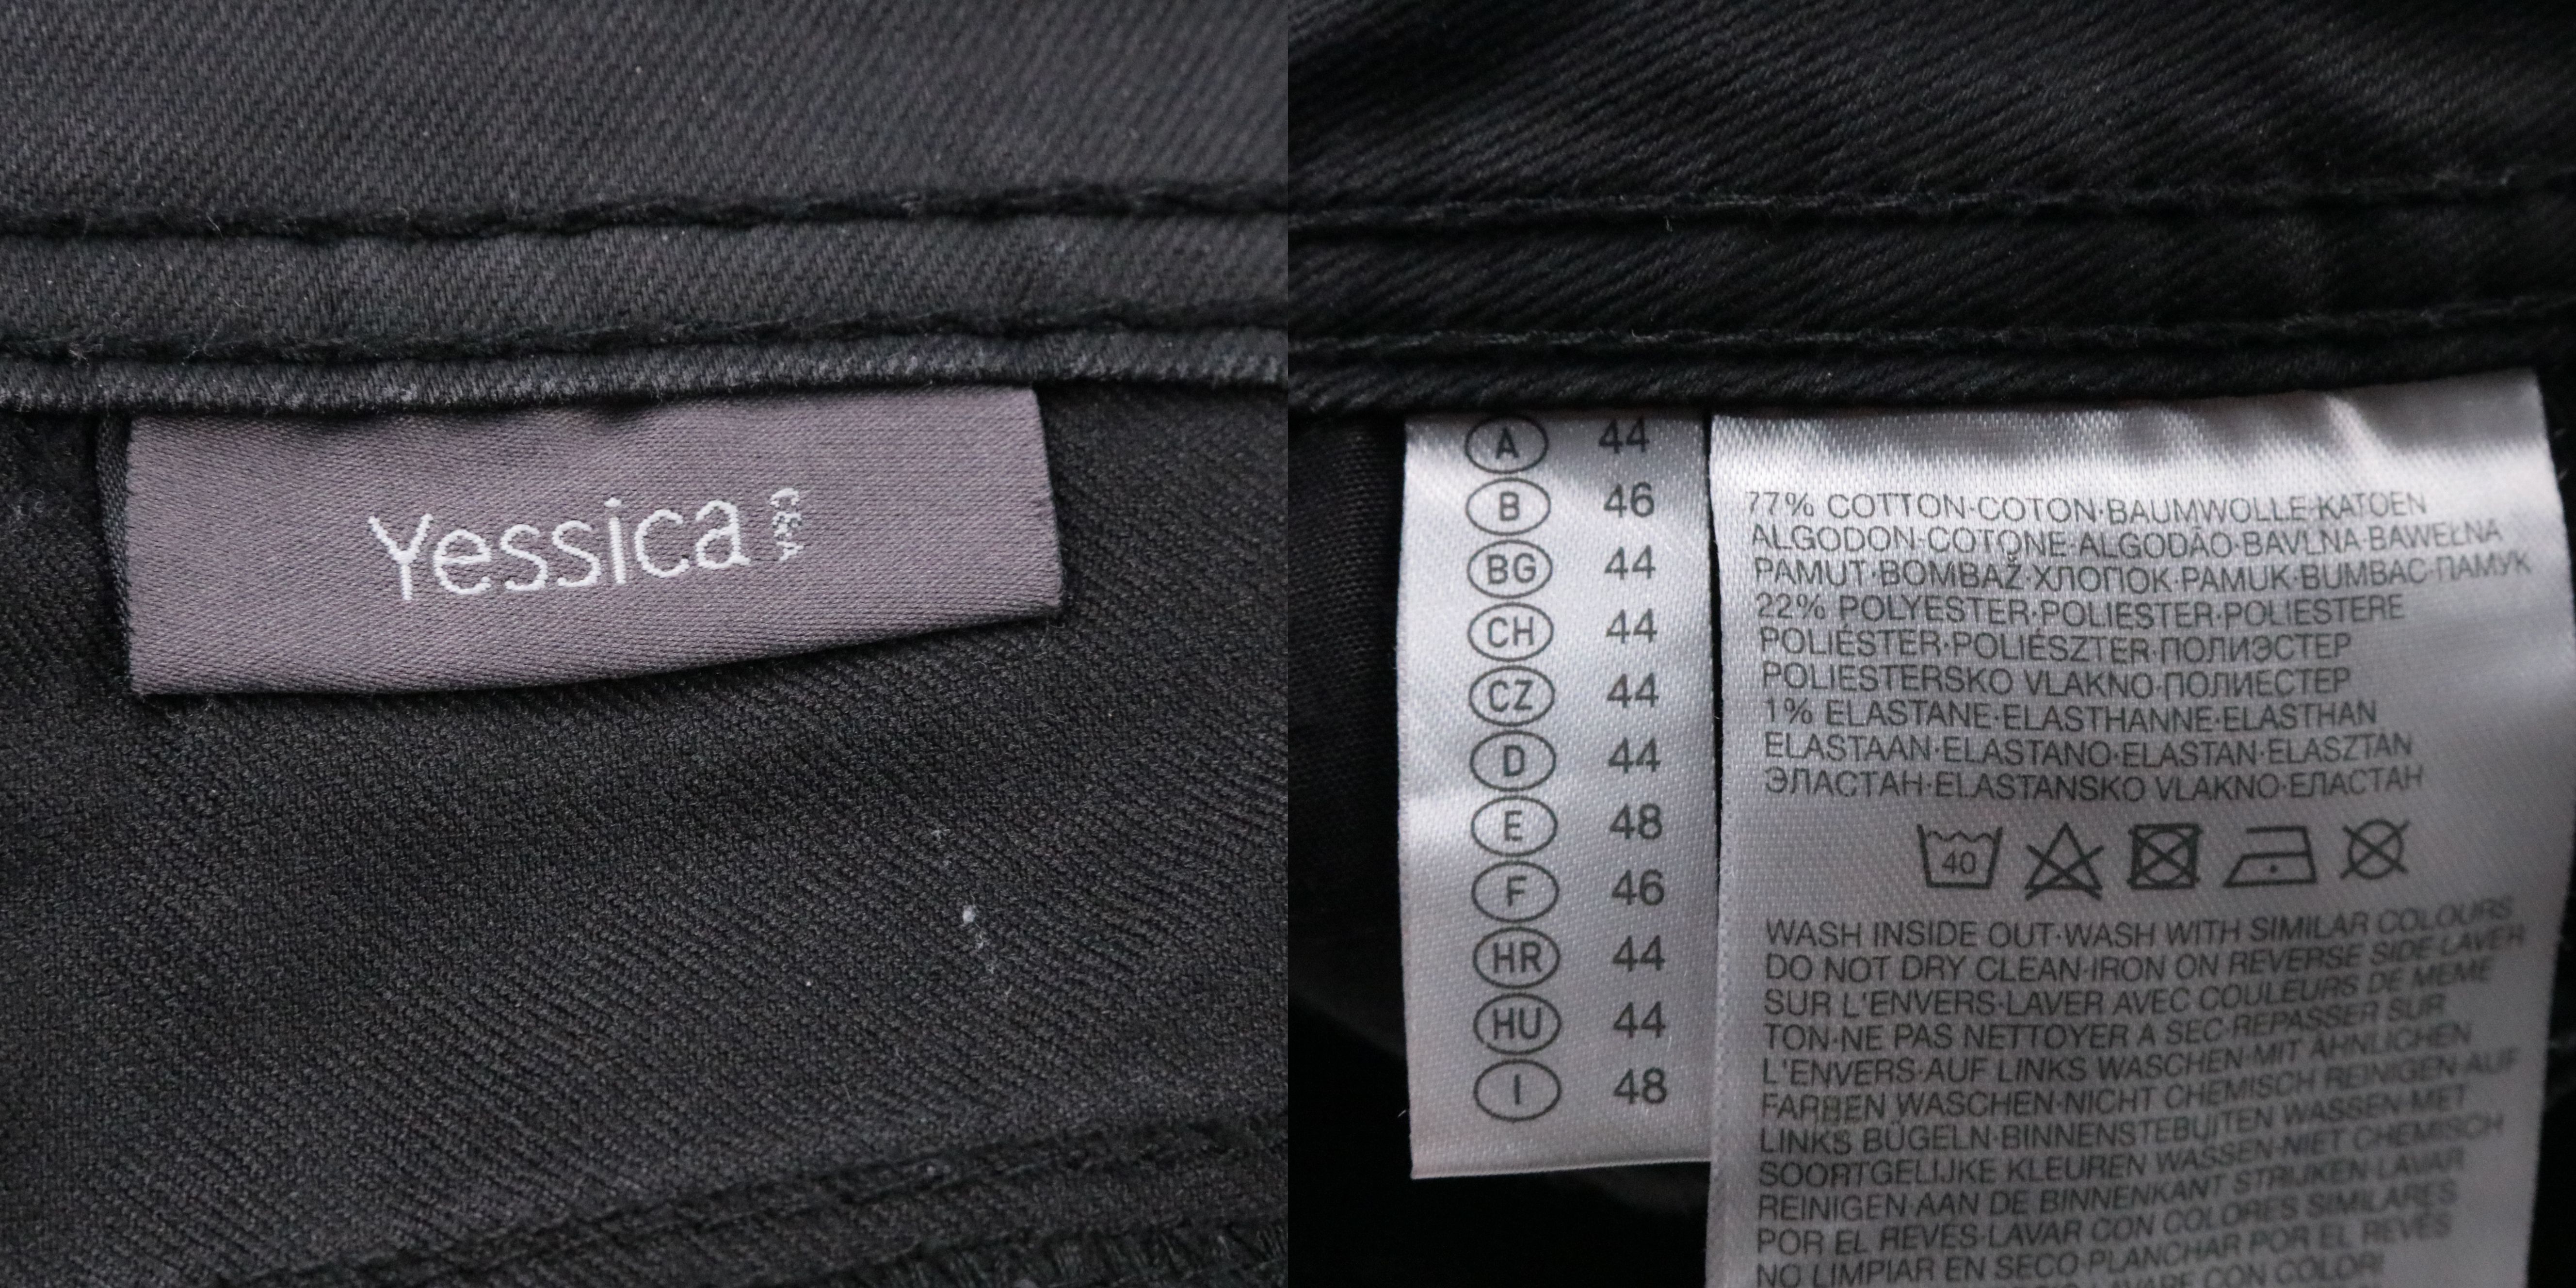 Yessica C&A
A 44
B 46
BG 44
CH 44
CZ 44
D 44
E 48
F 46
HR 44
HU 44
I 48
77% COTTON·COTON·BAUMWOLLE·KATOEN
ALGODON·COTONE·ALGODÃO·BAVLNA·BAWEŁNA
PAMUT·BOMBAŽ·ХЛОПОК·PAMUK·BUMBAC·ПАМУК
22% POLYESTER·POLIESTER·POLIESTERE
POLIÉSTER·POLIÉSZTER·ПОЛИЭСТЕР
POLIESTERSKO VLAKNO·ПОЛИЕСТЕР
1% ELASTANE·ELASTHANNE·ELASTHAN
ELASTAAN·ELASTANO·ELASTAN·ELASZTAN
ЭЛАСТАН·ELASTANSKO VLAKNO·ЕЛАСТАН
40
WASH INSIDE OUT·WASH WITH SIMILAR COLOURS
DO NOT DRY CLEAN·IRON ON REVERSE SIDE·LAVER
SUR L'ENVERS·LAVER AVEC COULEURS DE MEME
TON·NE PAS NETTOYER A SEC·REPASSER SUR
L'ENVERS·AUF LINKS WASCHEN·MIT ÄHNLICHEN
FARBEN WASCHEN·NICHT CHEMISCH REINIGEN·AUF
LINKS BÜGELN·BINNENSTEBUITEN WASSEN·MET
SOORTGELIJKE KLEUREN WASSEN·NIET CHEMISCH
REINIGEN·AAN DE BINNENKANT STRIJKEN·LAVAR
POR EL REVES·LAVAR CON COLORES SIMILARES
NO LIMPIAR EN SECO·PLANCHAR POR EL REVES
LAVARE CON COLORI